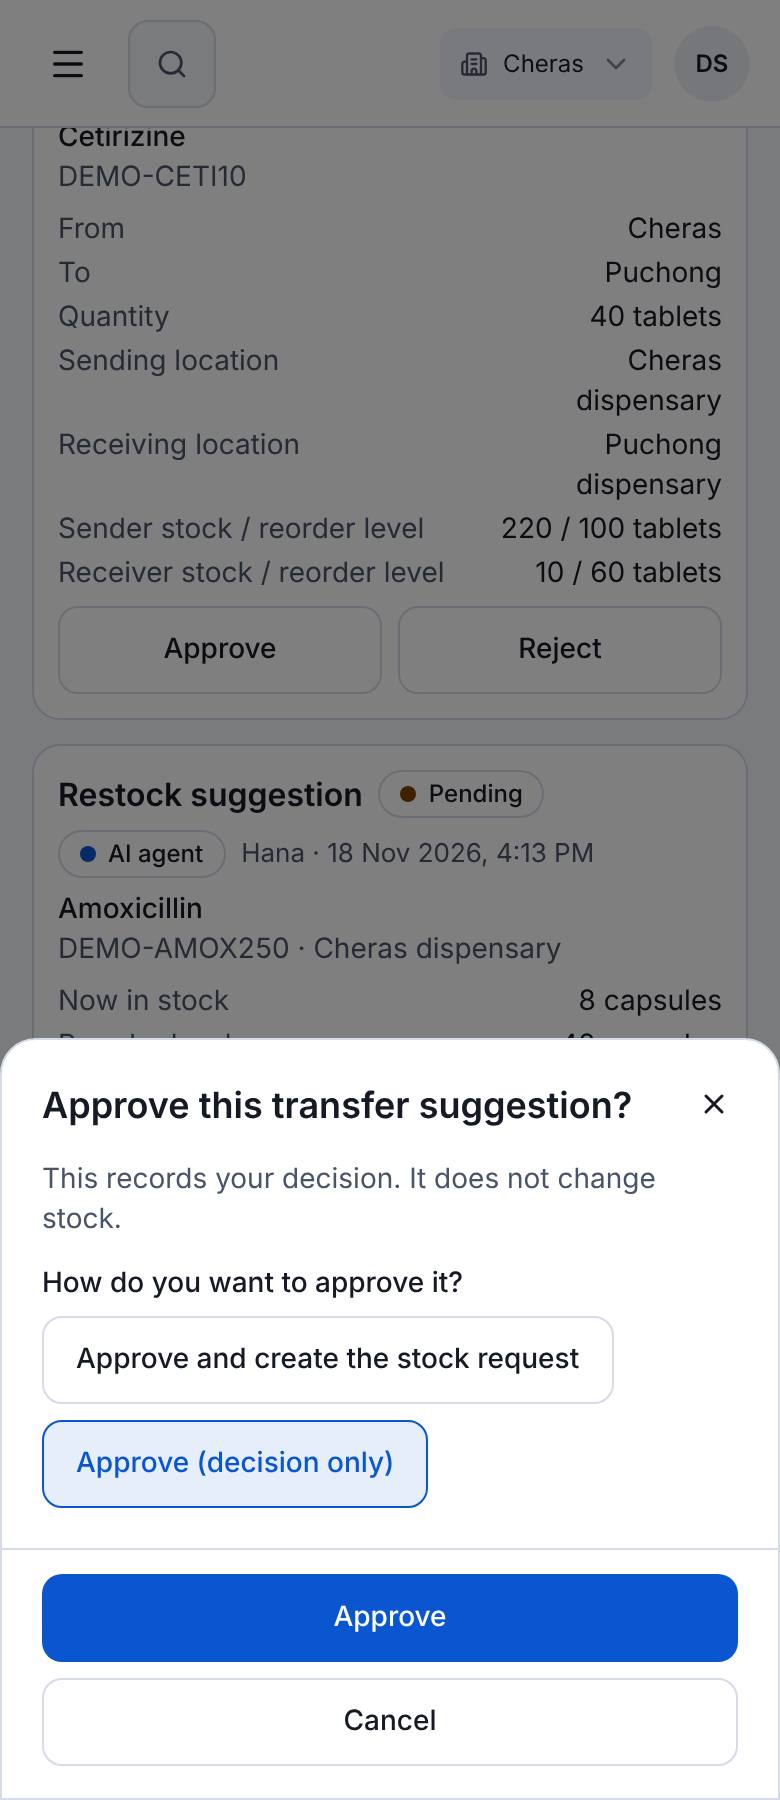 Cheras
DS
Cetirizine
DEMO-CETI10
From Cheras
To Puchong
Quantity 40 tablets
Sending location Cheras
dispensary
Receiving location Puchong
dispensary
Sender stock / reorder level 220 / 100 tablets
Receiver stock / reorder level 10 / 60 tablets
Approve Reject
Restock suggestion Pending
AI agent Hana · 18 Nov 2026, 4:13 PM
Amoxicillin
DEMO-AMOX250 · Cheras dispensary
Now in stock 8 capsules
Approve this transfer suggestion?
This records your decision. It does not change
stock.
How do you want to approve it?
Approve and create the stock request
Approve (decision only)
Approve
Cancel